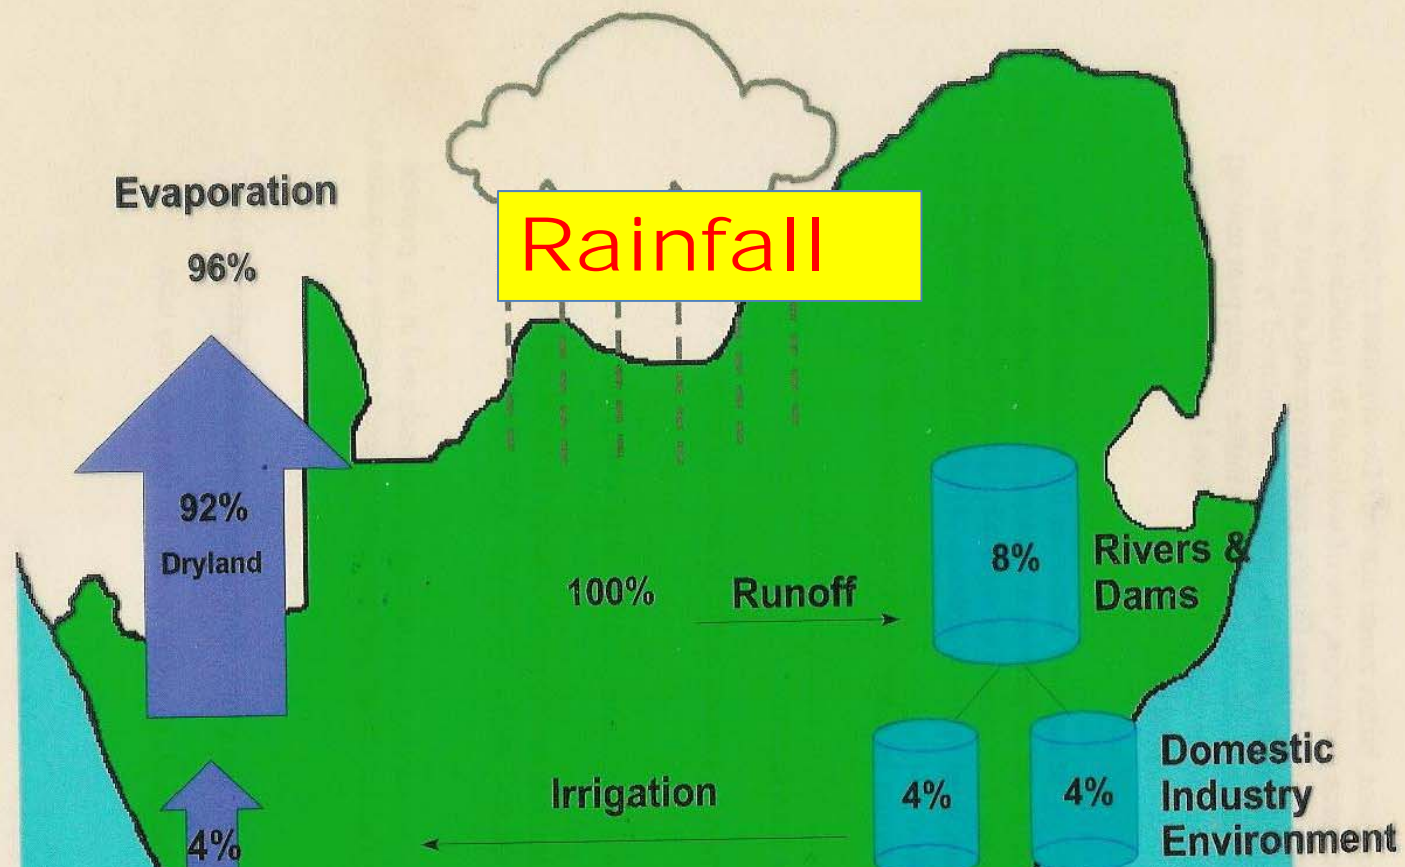 Rainfall
Evaporation
96%
92%
Dryland
100%
Runoff
8%
Rivers &
Dams
Irrigation
4%
4%
4%
Domestic
Industry
Environment